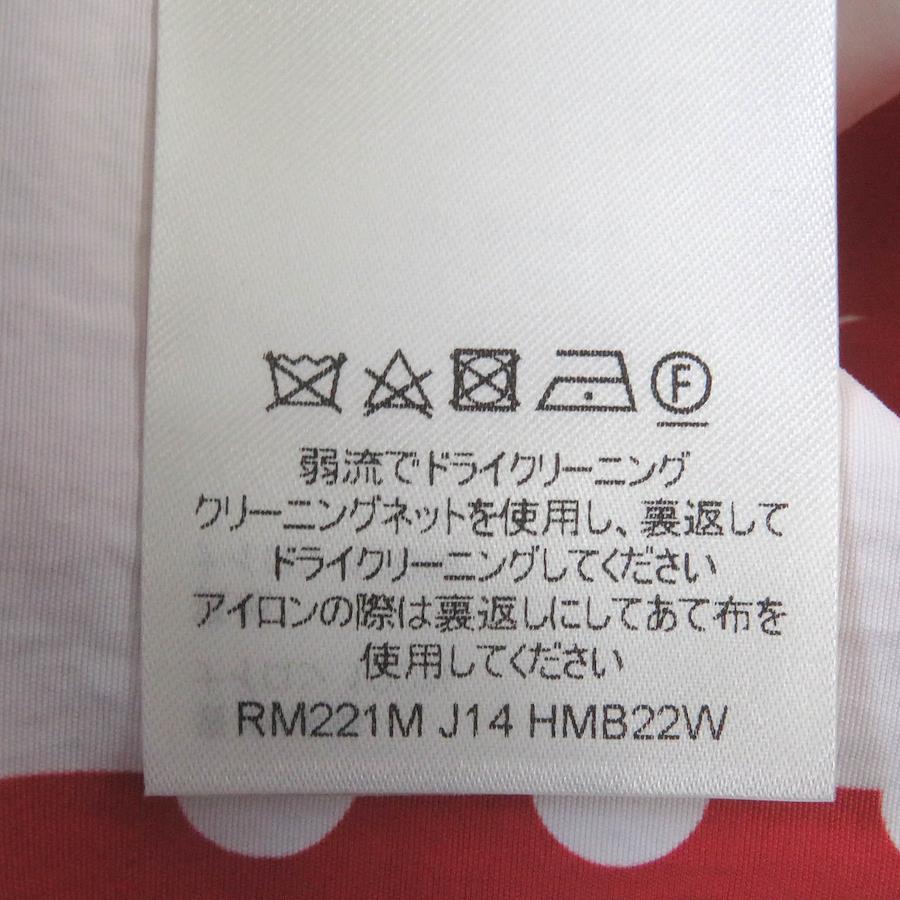 F
弱流でドライクリーニング
クリーニングネットを使用し、裏返して
ドライクリーニングしてください
アイロンの際は裏返しにしてあて布を
使用してください
RM221M J14 HMB22W